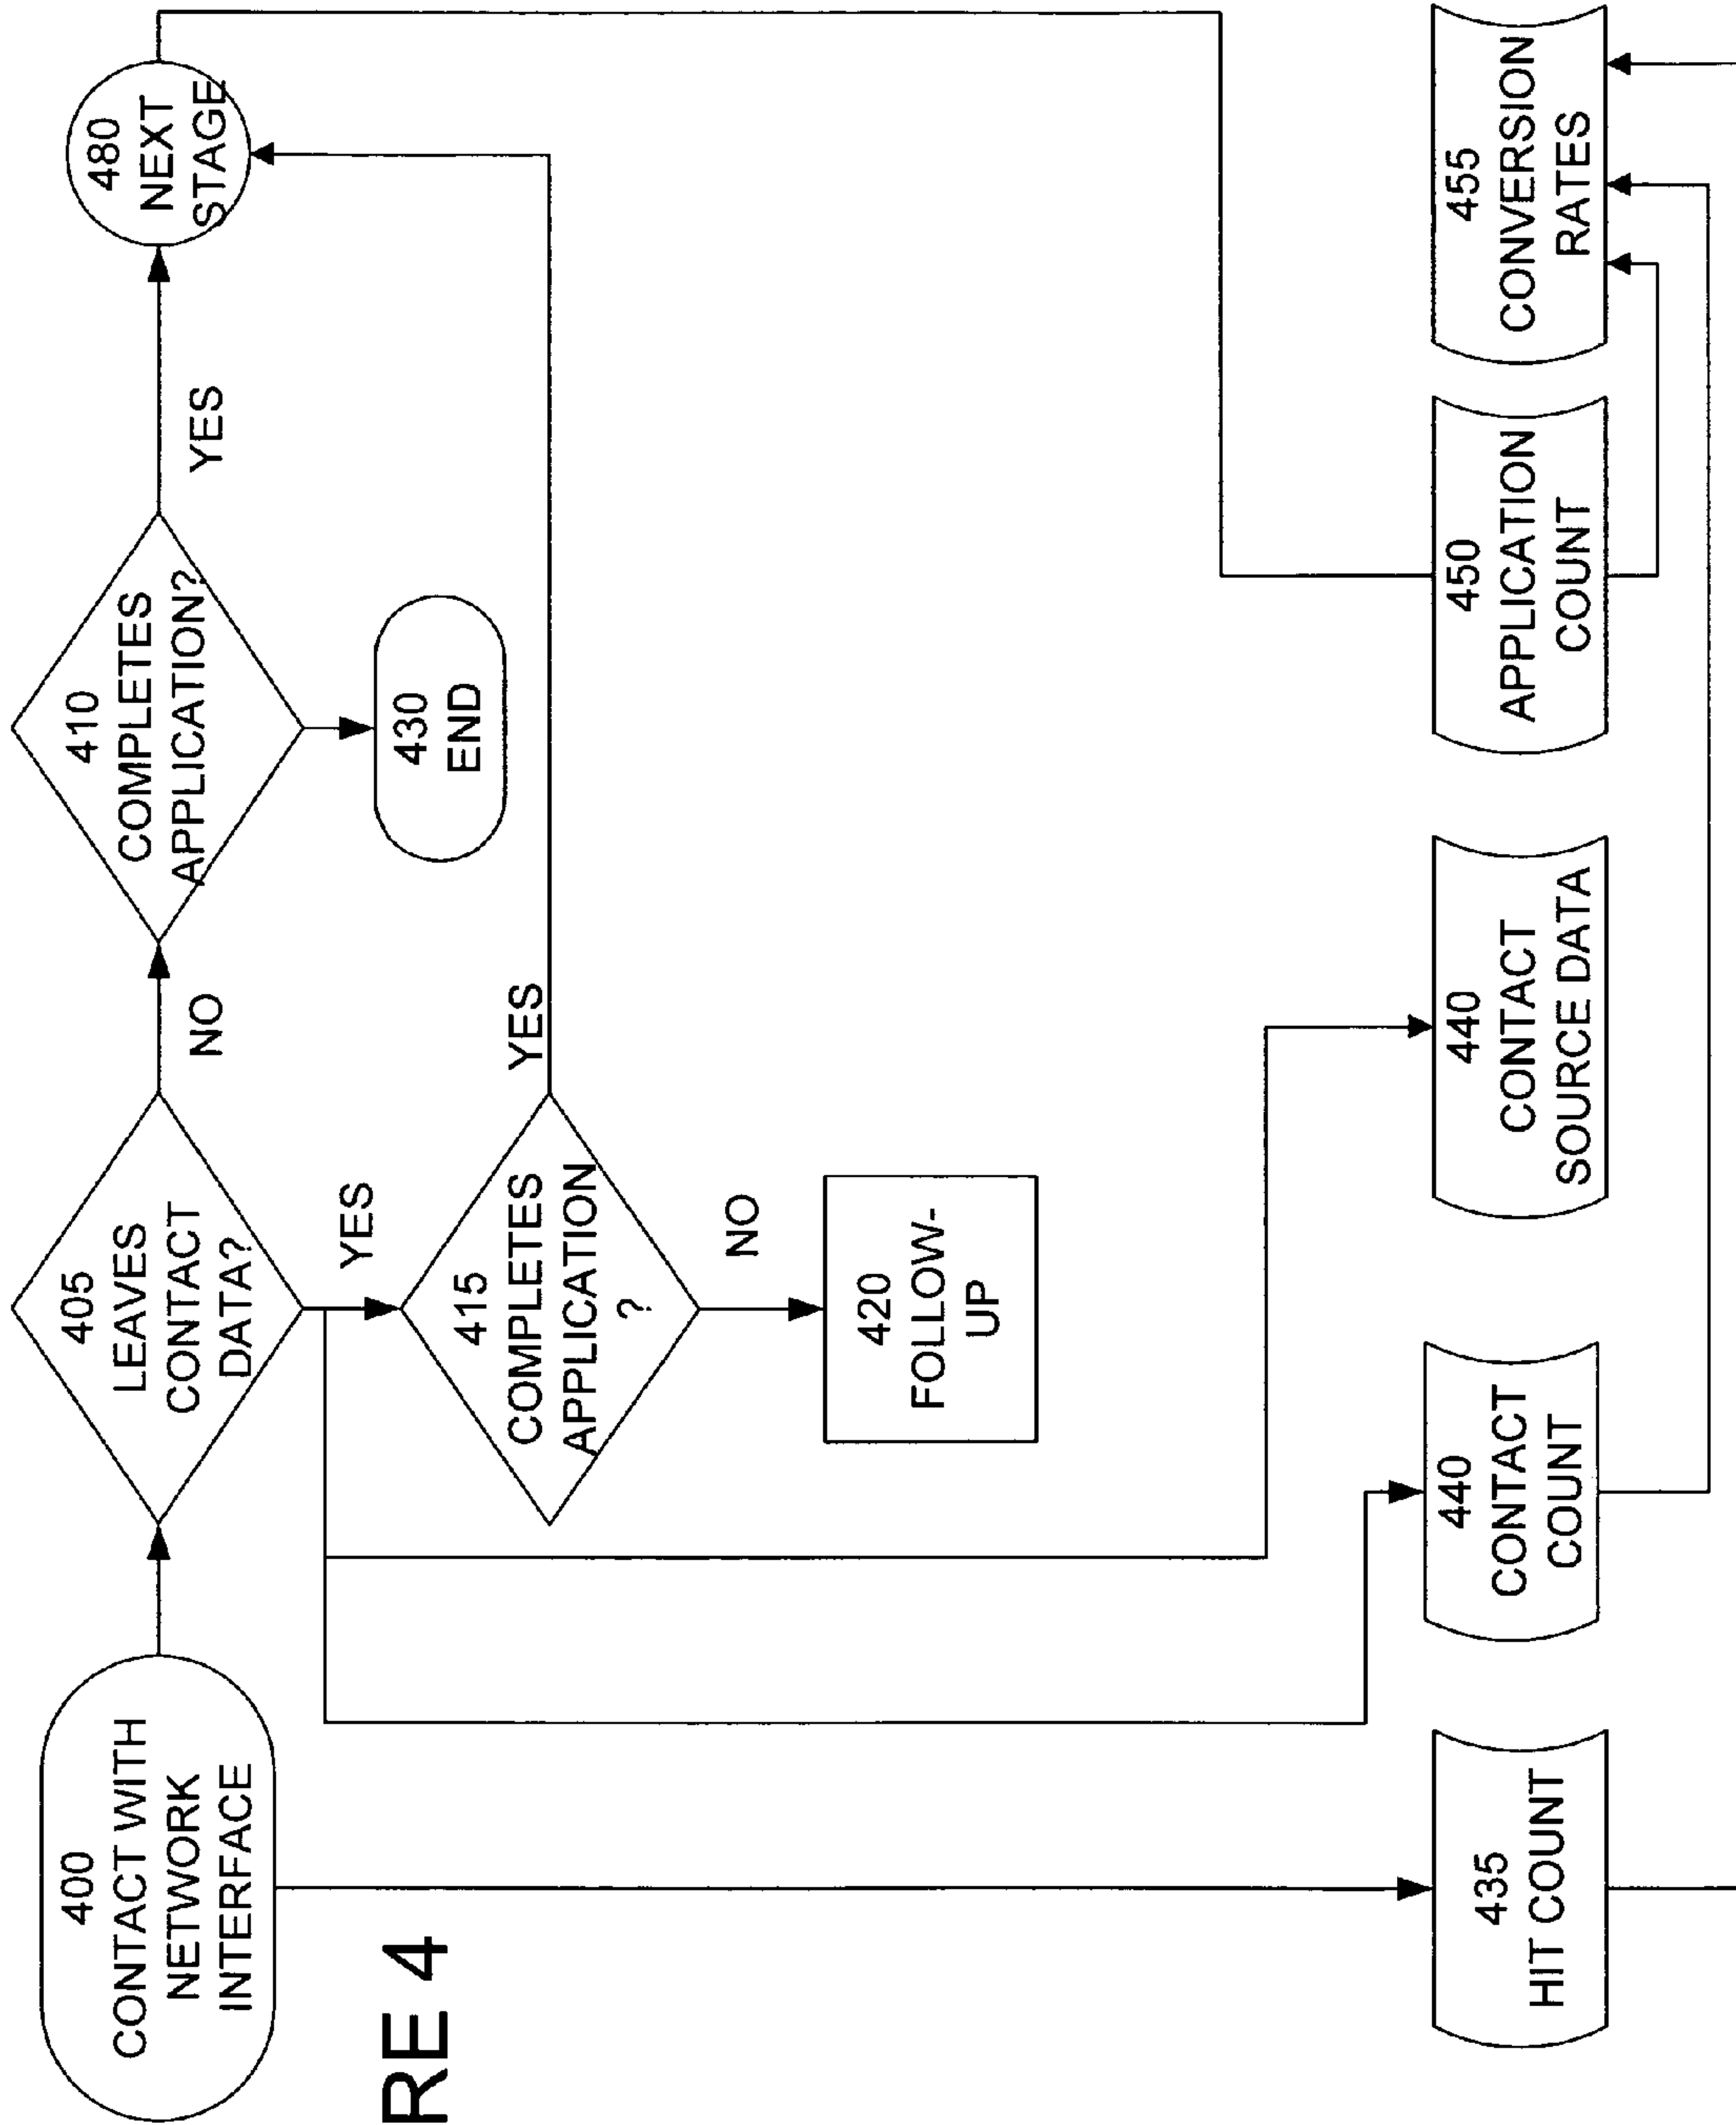 400
CONTACT WITH
NETWORK
INTERFACE
405
LEAVES
CONTACT
DATA?
NO
410
COMPLETES
APPLICATION?
YES
480
NEXT
STAGE
RE 4
YES
415
COMPLETES
APPLICATION
?
YES
430
END
NO
420
FOLLOW-
UP
435
HIT COUNT
440
CONTACT
COUNT
440
CONTACT
SOURCE DATA
450
APPLICATION
COUNT
455
CONVERSION
RATES